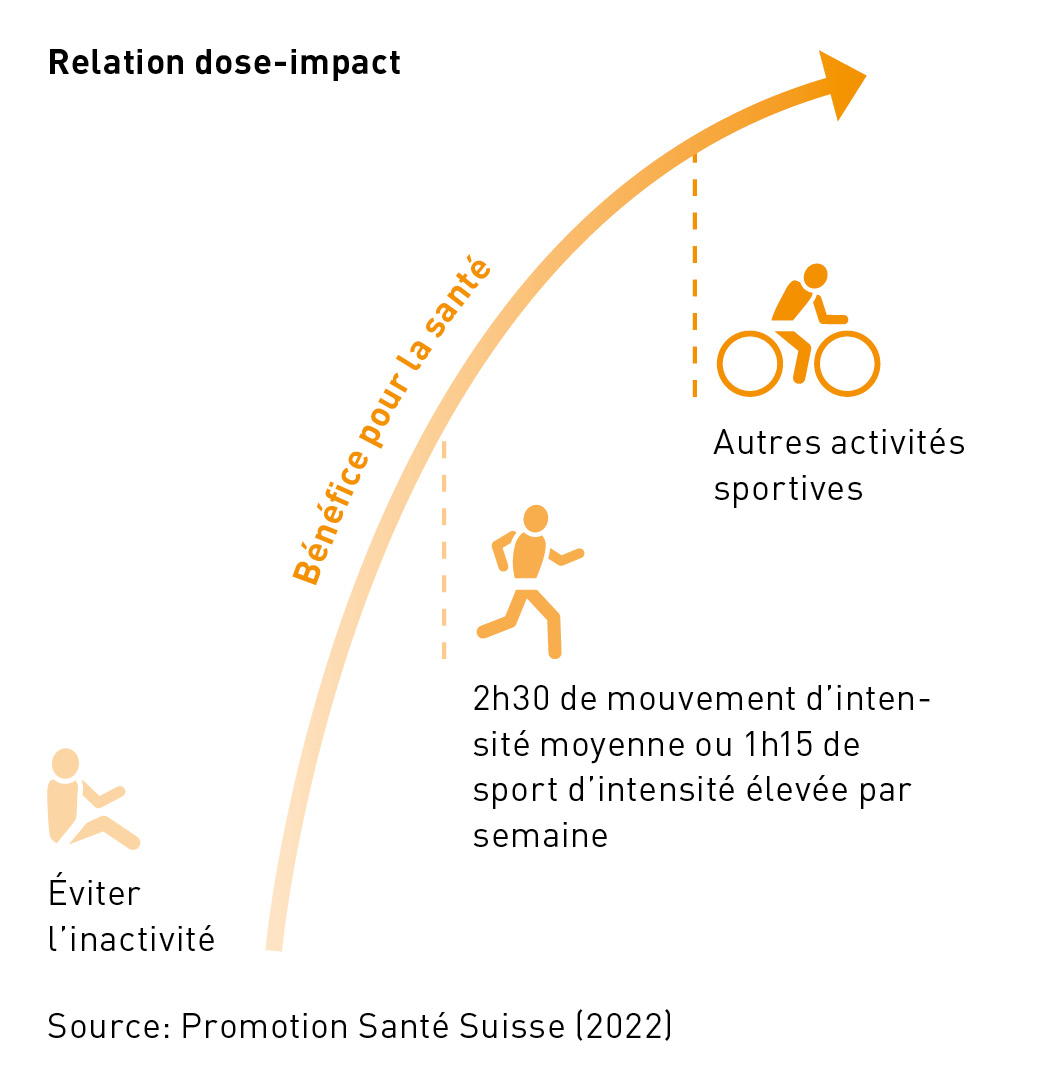 Relation dose-impact
Bénéfice pour la santé
Autres activités
sportives
2h30 de mouvement d’inten-
sité moyenne ou 1h15 de
sport d’intensité élevée par
semaine
Éviter
l’inactivité
Source: Promotion Santé Suisse (2022)